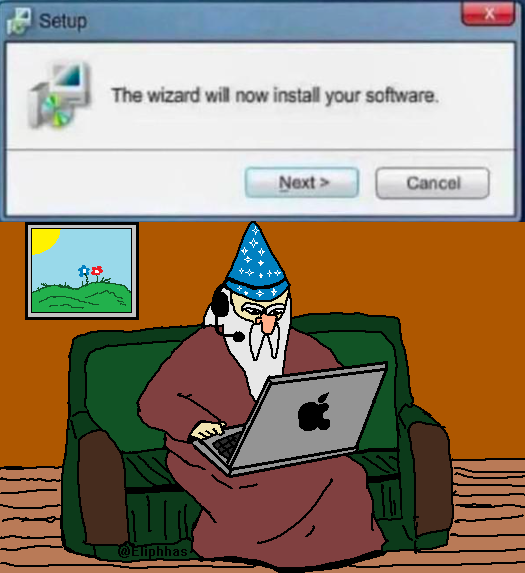 Setup
X
The wizard will now install your software.
Next >
Cancel
@Eliphhas